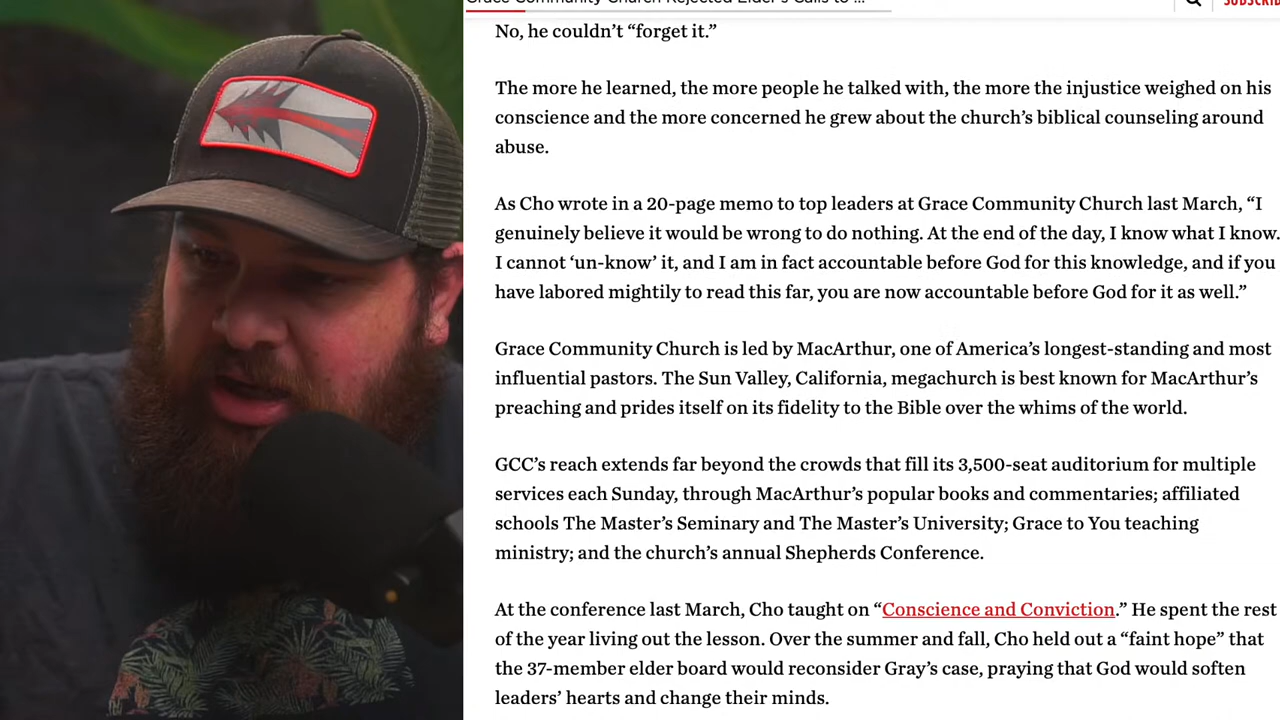 Grace Community Church Rejected Elder's Calls to ...
SUBSCRIB
No, he couldn't “forget it.”
The more he learned, the more people he talked with, the more the injustice weighed on his
conscience and the more concerned he grew about the church's biblical counseling around
abuse.
As Cho wrote in a 20-page memo to top leaders at Grace Community Church last March, “I
genuinely believe it would be wrong to do nothing. At the end of the day, I know what I know.
I cannot ‘un-know’ it, and I am in fact accountable before God for this knowledge, and if you
have labored mightily to read this far, you are now accountable before God for it as well.”
Grace Community Church is led by MacArthur, one of America's longest-standing and most
influential pastors. The Sun Valley, California, megachurch is best known for MacArthur's
preaching and prides itself on its fidelity to the Bible over the whims of the world.
GCC's reach extends far beyond the crowds that fill its 3,500-seat auditorium for multiple
services each Sunday, through MacArthur's popular books and commentaries; affiliated
schools The Master's Seminary and The Master's University; Grace to You teaching
ministry; and the church's annual Shepherds Conference.
At the conference last March, Cho taught on “Conscience and Conviction.” He spent the rest
of the year living out the lesson. Over the summer and fall, Cho held out a “faint hope” that
the 37-member elder board would reconsider Gray's case, praying that God would soften
leaders' hearts and change their minds.